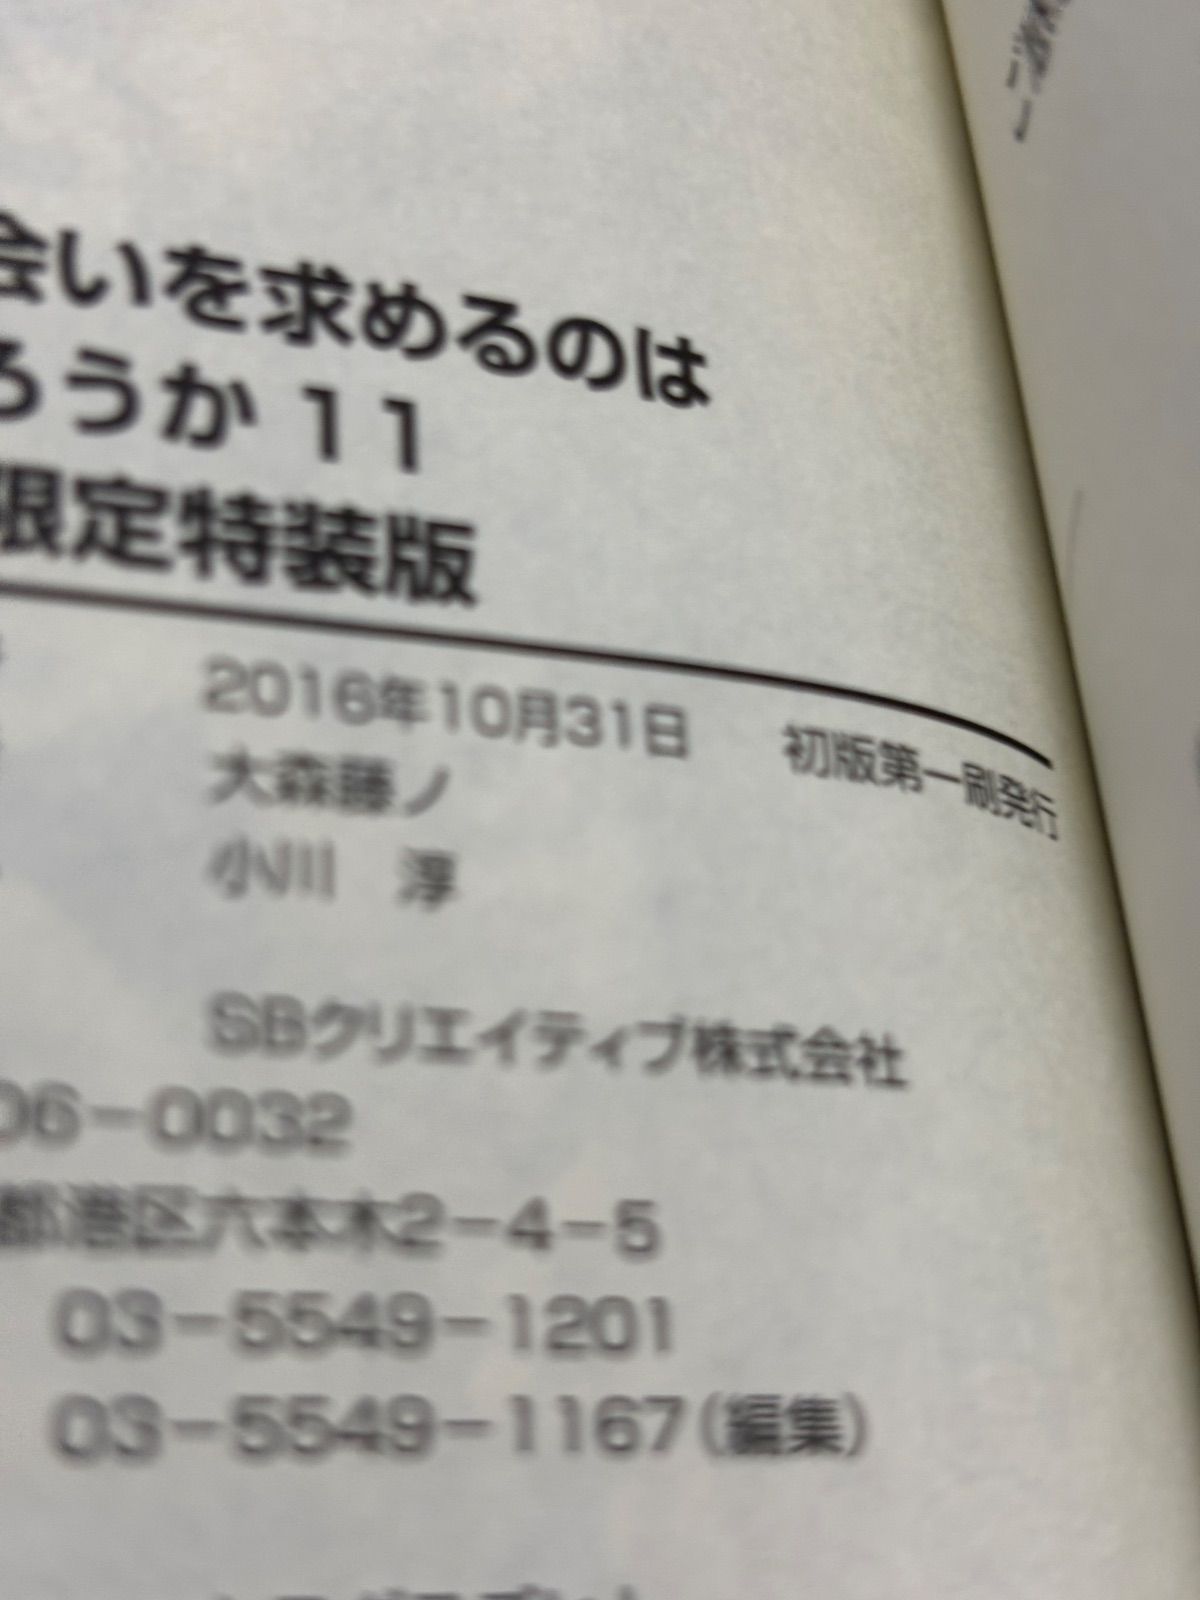 会いを求めるのは
ろうか 11
限定特装版
2016年10月31日　初版第一刷発行
大森藤ノ
小川　淳
SBクリエイティブ株式会社
06－0032
都港区六本木2－4－5
03－5549－1201
03－5549－1167（編集）